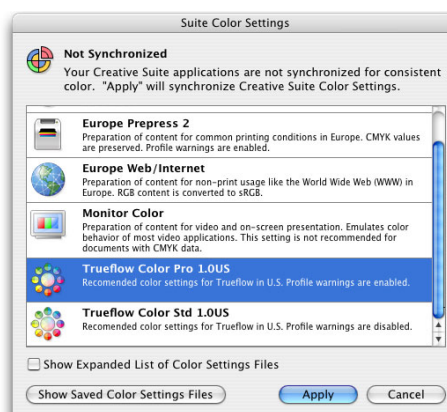 Suite Color Settings
Not Synchronized
Your Creative Suite applications are not synchronized for consistent
color. "Apply" will synchronize Creative Suite Color Settings.
Europe Prepress 2
Preparation of content for common printing conditions in Europe. CMYK values
are preserved. Profile warnings are enabled.
Europe Web/Internet
Preparation of content for non-print usage like the World Wide Web (WWW) in
Europe. RGB content is converted to sRGB.
Monitor Color
Preparation of content for video and on-screen presentation. Emulates color
behavior of most video applications. This setting is not recommended for
documents with CMYK data.
Trueflow Color Pro 1.0US
Recomended color settings for Trueflow in U.S. Profile warnings are enabled.
Trueflow Color Std 1.0US
Recomended color settings for Trueflow in U.S. Profile warnings are disabled.
Show Expanded List of Color Settings Files
Show Saved Color Settings Files
Apply
Cancel